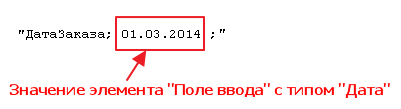 "ДатаЗаказа; 01.03.2014 ;"
Значение элемента "Поле ввода" с типом "Дата"